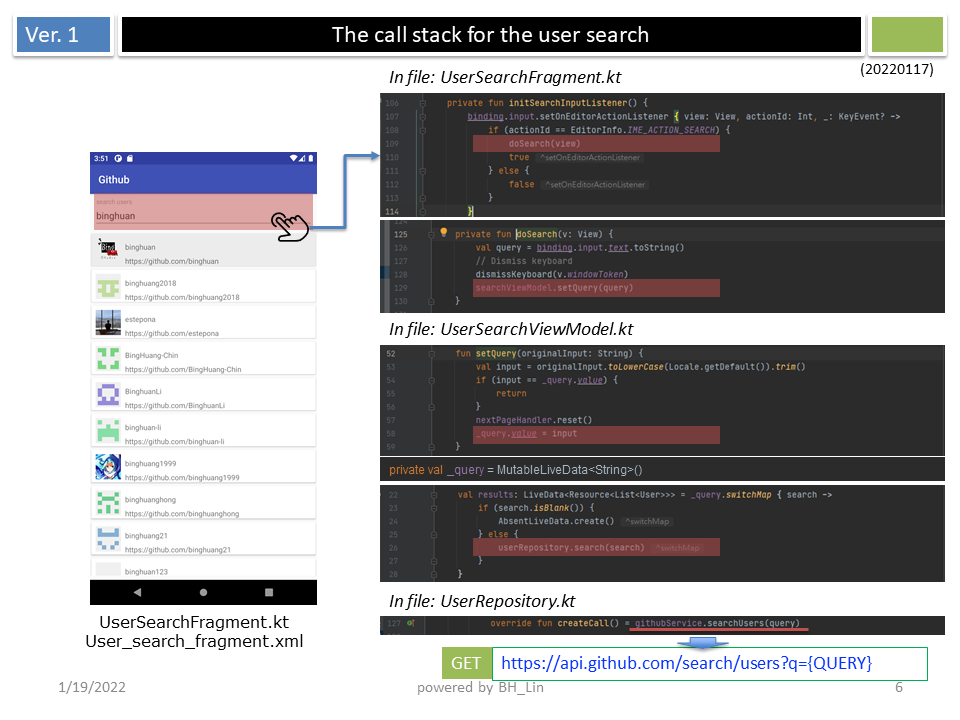 Ver. 1
The call stack for the user search
(20220117)
In file: UserSearchFragment.kt
106 private fun initSearchInputListener() {
107 binding.input.setOnEditorActionListener { view: View, actionId: Int, _: KeyEvent? ->
108 if (actionId == EditorInfo.IME_ACTION_SEARCH) {
109 doSearch(view)
110 true ^setOnEditorActionListener
111 } else {
112 false ^setOnEditorActionListener
113 }
114 }
125 private fun doSearch(v: View) {
126 val query = binding.input.text.toString()
127 // Dismiss keyboard
128 dismissKeyboard(v.windowToken)
129 searchViewModel.setQuery(query)
130 }
In file: UserSearchViewModel.kt
52 fun setQuery(originalInput: String) {
53 val input = originalInput.toLowerCase(Locale.getDefault()).trim()
54 if (input == _query.value) {
55 return
56 }
57 nextPageHandler.reset()
58 _query.value = input
59 }
private val _query = MutableLiveData<String>()
22 val results: LiveData<Resource<List<User>>> = _query.switchMap { search ->
23 if (search.isBlank()) {
24 AbsentLiveData.create() ^switchMap
25 } else {
26 userRepository.search(search) ^switchMap
27 }
28 }
In file: UserRepository.kt
127 override fun createCall() = githubService.searchUsers(query)
GET https://api.github.com/search/users?q={QUERY}
3:51
Github
search users
binghuan
binghuan
https://github.com/binghuan
binghuang2018
https://github.com/binghuang2018
estepona
https://github.com/estepona
BingHuang-Chin
https://github.com/BingHuang-Chin
BinghuanLi
https://github.com/BinghuanLi
binghuan-li
https://github.com/binghuan-li
binghuang1999
https://github.com/binghuang1999
binghuanghong
https://github.com/binghuanghong
binghuang21
https://github.com/binghuang21
binghuan123
UserSearchFragment.kt
User_search_fragment.xml
1/19/2022
powered by BH_Lin
6